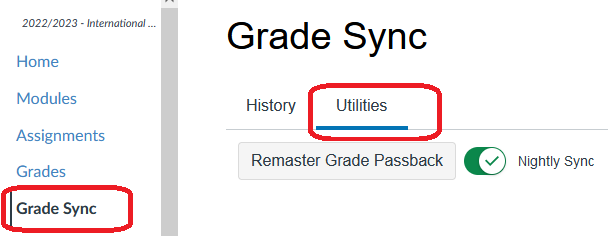 2022/2023 - International ...
Home
Modules
Assignments
Grades
Grade Sync
Grade Sync
History Utilities
Remaster Grade Passback Nightly Sync